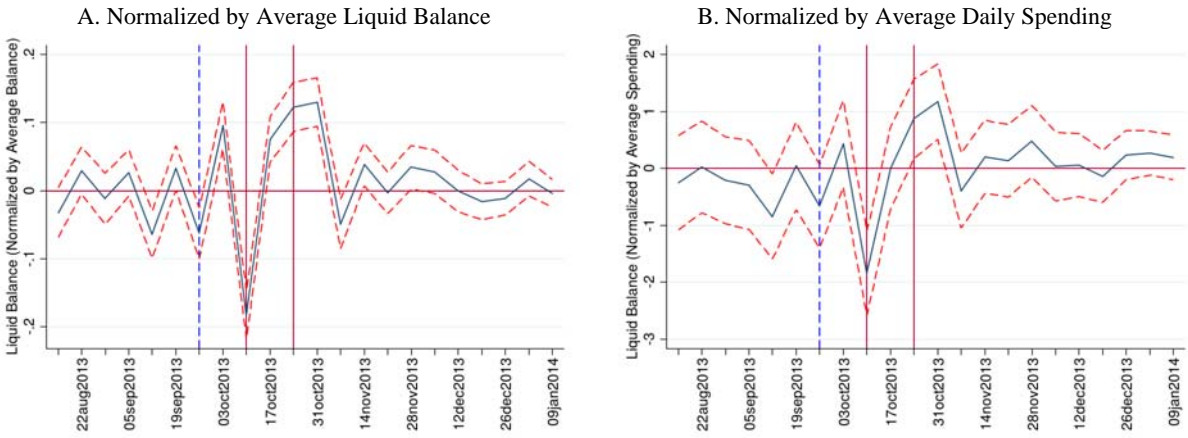 A. Normalized by Average Liquid Balance
Liquid Balance (Normalized by Average Balance)
.2
.1
0
-.1
-.2
22aug2013
05sep2013
19sep2013
03oct2013
17oct2013
31oct2013
14nov2013
28nov2013
12dec2013
26dec2013
09jan2014
B. Normalized by Average Daily Spending
Liquid Balance (Normalized by Average Spending)
2
1
0
-1
-2
-3
22aug2013
05sep2013
19sep2013
03oct2013
17oct2013
31oct2013
14nov2013
28nov2013
12dec2013
26dec2013
09jan2014